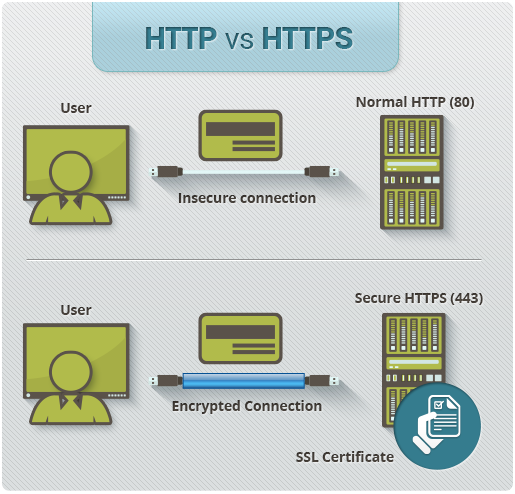 HTTP vs HTTPS
User
Normal HTTP (80)
Insecure connection
User
Secure HTTPS (443)
Encrypted Connection
SSL Certificate